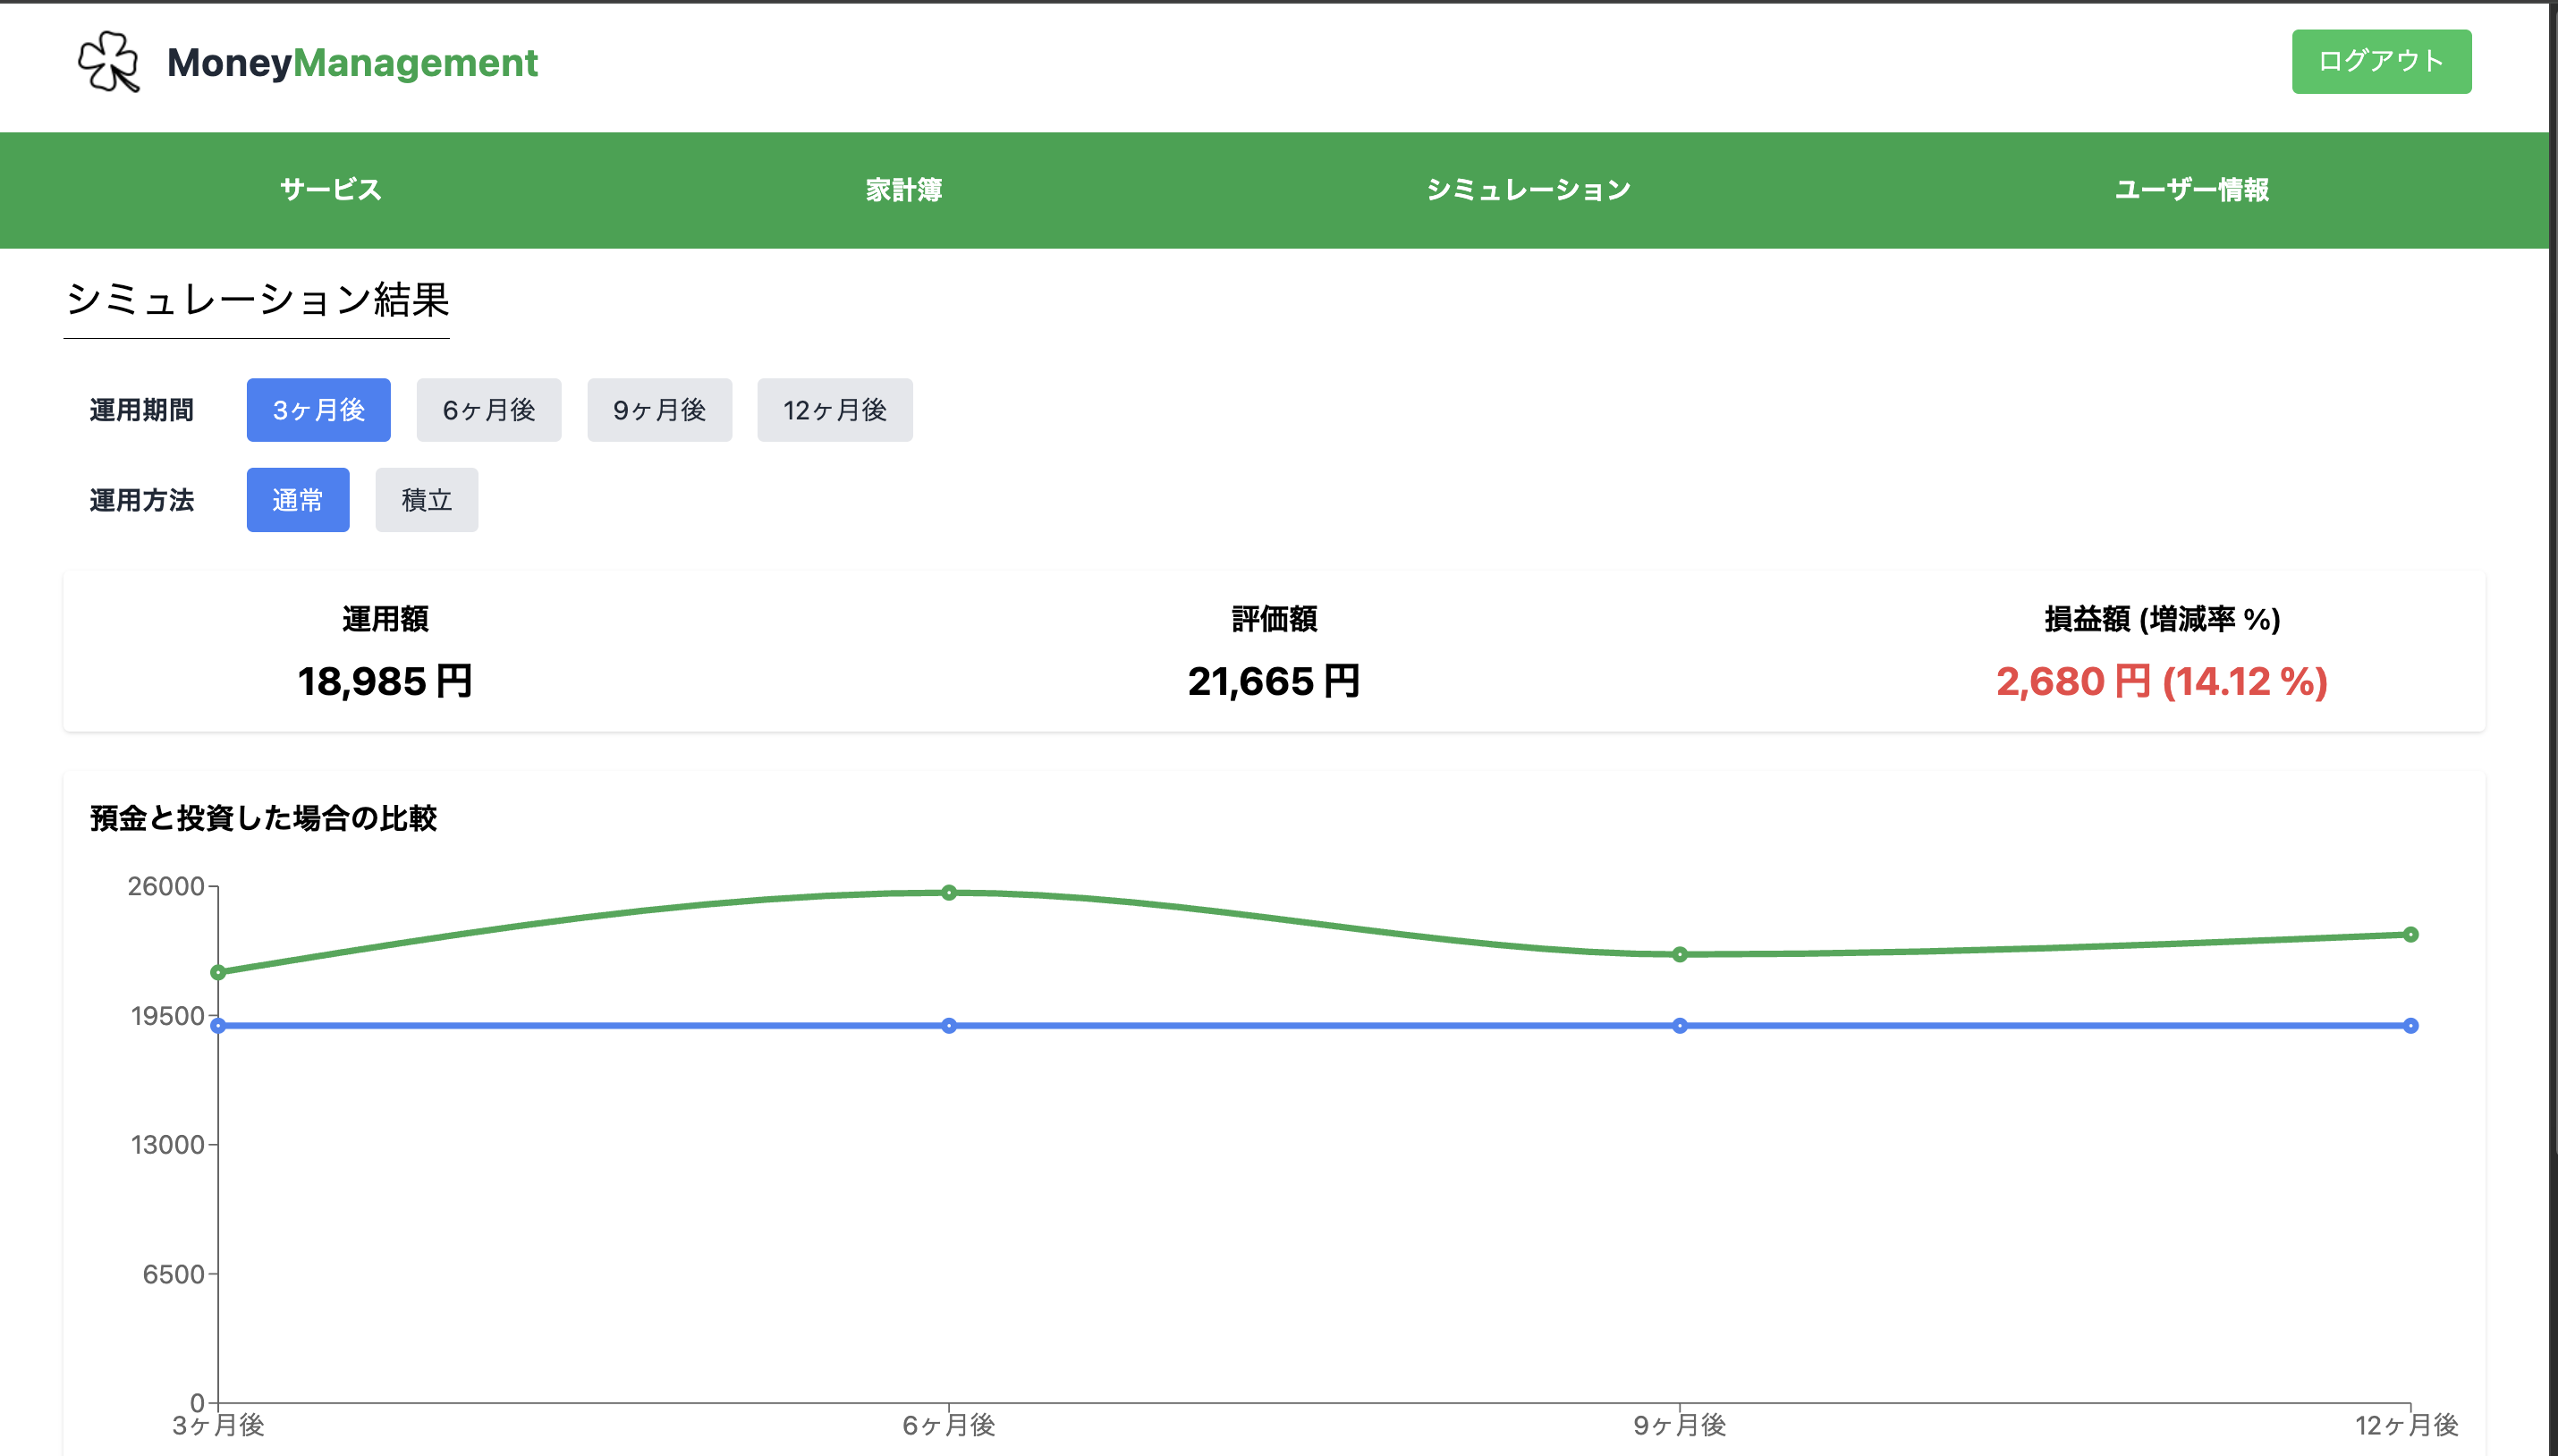 MoneyManagement
ログアウト
サービス 家計簿 シミュレーション ユーザー情報
シミュレーション結果
運用期間 3ヶ月後 6ヶ月後 9ヶ月後 12ヶ月後
運用方法 通常 積立
運用額 評価額 損益額 (増減率 %)
18,985 円 21,665 円 2,680 円 (14.12 %)
預金と投資した場合の比較
26000
19500
13000
6500
0
3ヶ月後 6ヶ月後 9ヶ月後 12ヶ月後